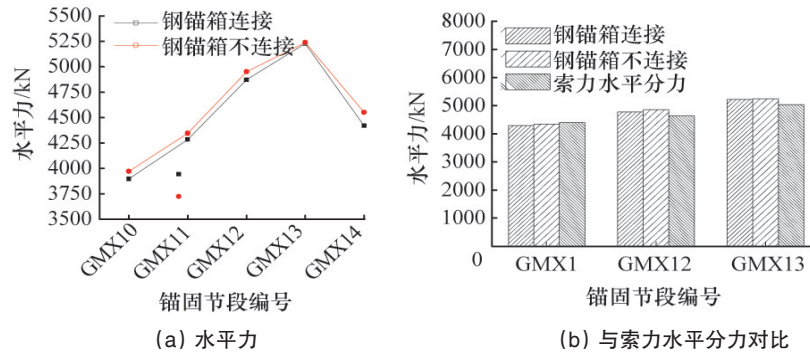 5500
5250
5000
4750
4500
4250
4000
3750
3500
水平力/kN
钢锚箱连接
钢锚箱不连接
GMX10
GMX11
GMX12
GMX13
GMX14
锚固节段编号
(a) 水平力
8000
7000
6000
5000
4000
3000
2000
1000
0
水平力/kN
钢锚箱连接
钢锚箱不连接
索力水平分力
GMX1
GMX12
GMX13
锚固节段编号
(b) 与索力水平分力对比